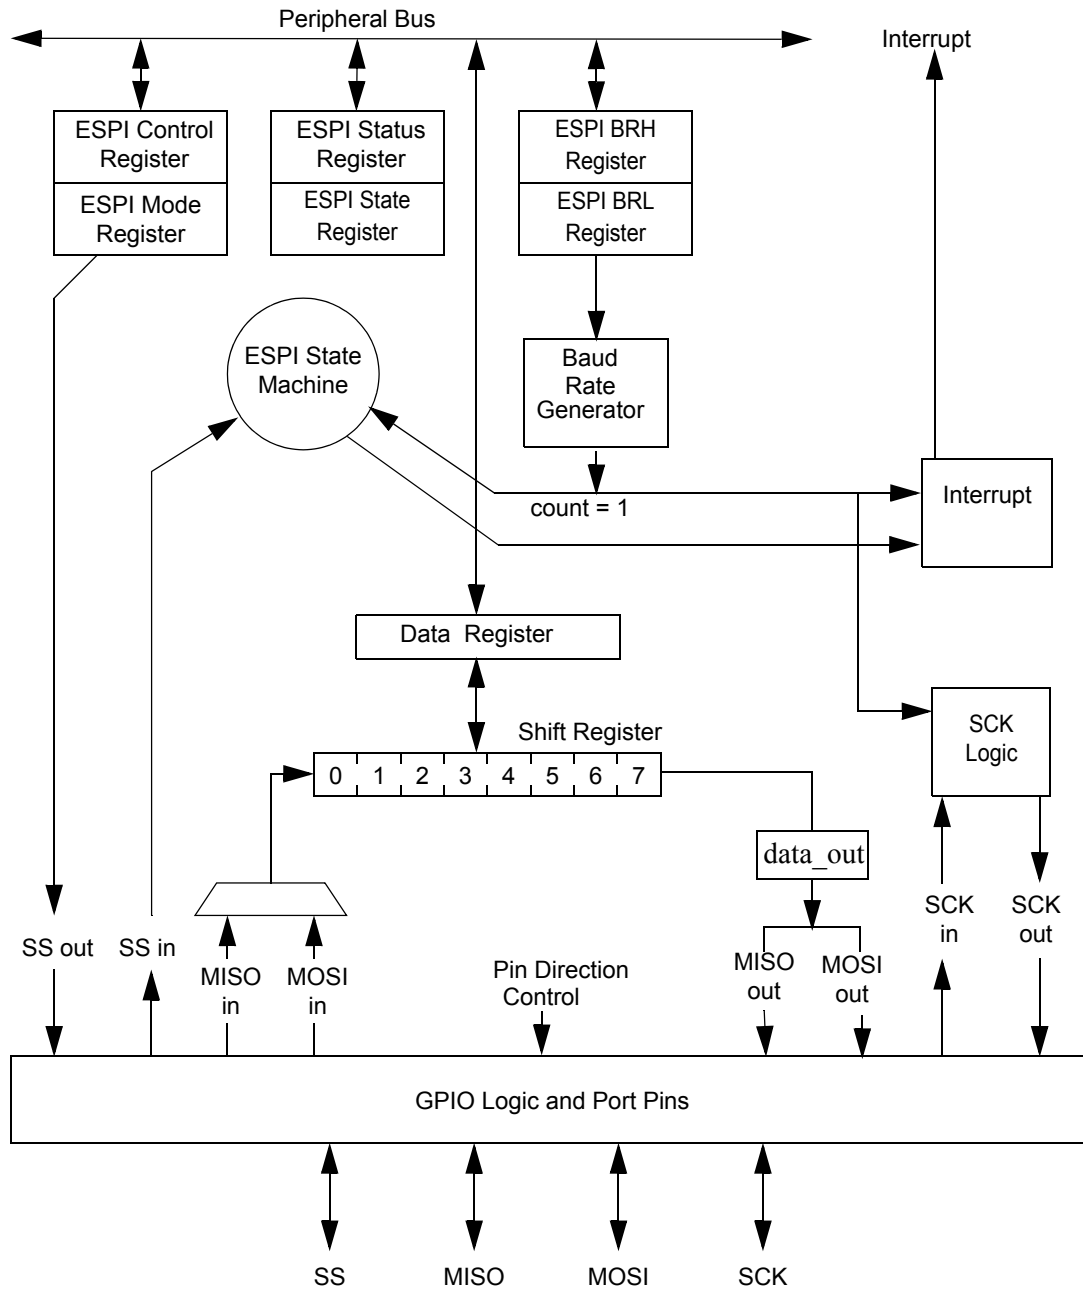 Peripheral Bus
Interrupt
ESPI Control
Register
ESPI Mode
Register
ESPI Status
Register
ESPI State
Register
ESPI BRH
Register
ESPI BRL
Register
ESPI State
Machine
Baud
Rate
Generator
count = 1
Interrupt
Data Register
Shift Register
0 1 2 3 4 5 6 7
SCK
Logic
data_out
SS out
SS in
MISO
in
MOSI
in
Pin Direction
Control
MISO
out
MOSI
out
SCK
in
SCK
out
GPIO Logic and Port Pins
SS
MISO
MOSI
SCK